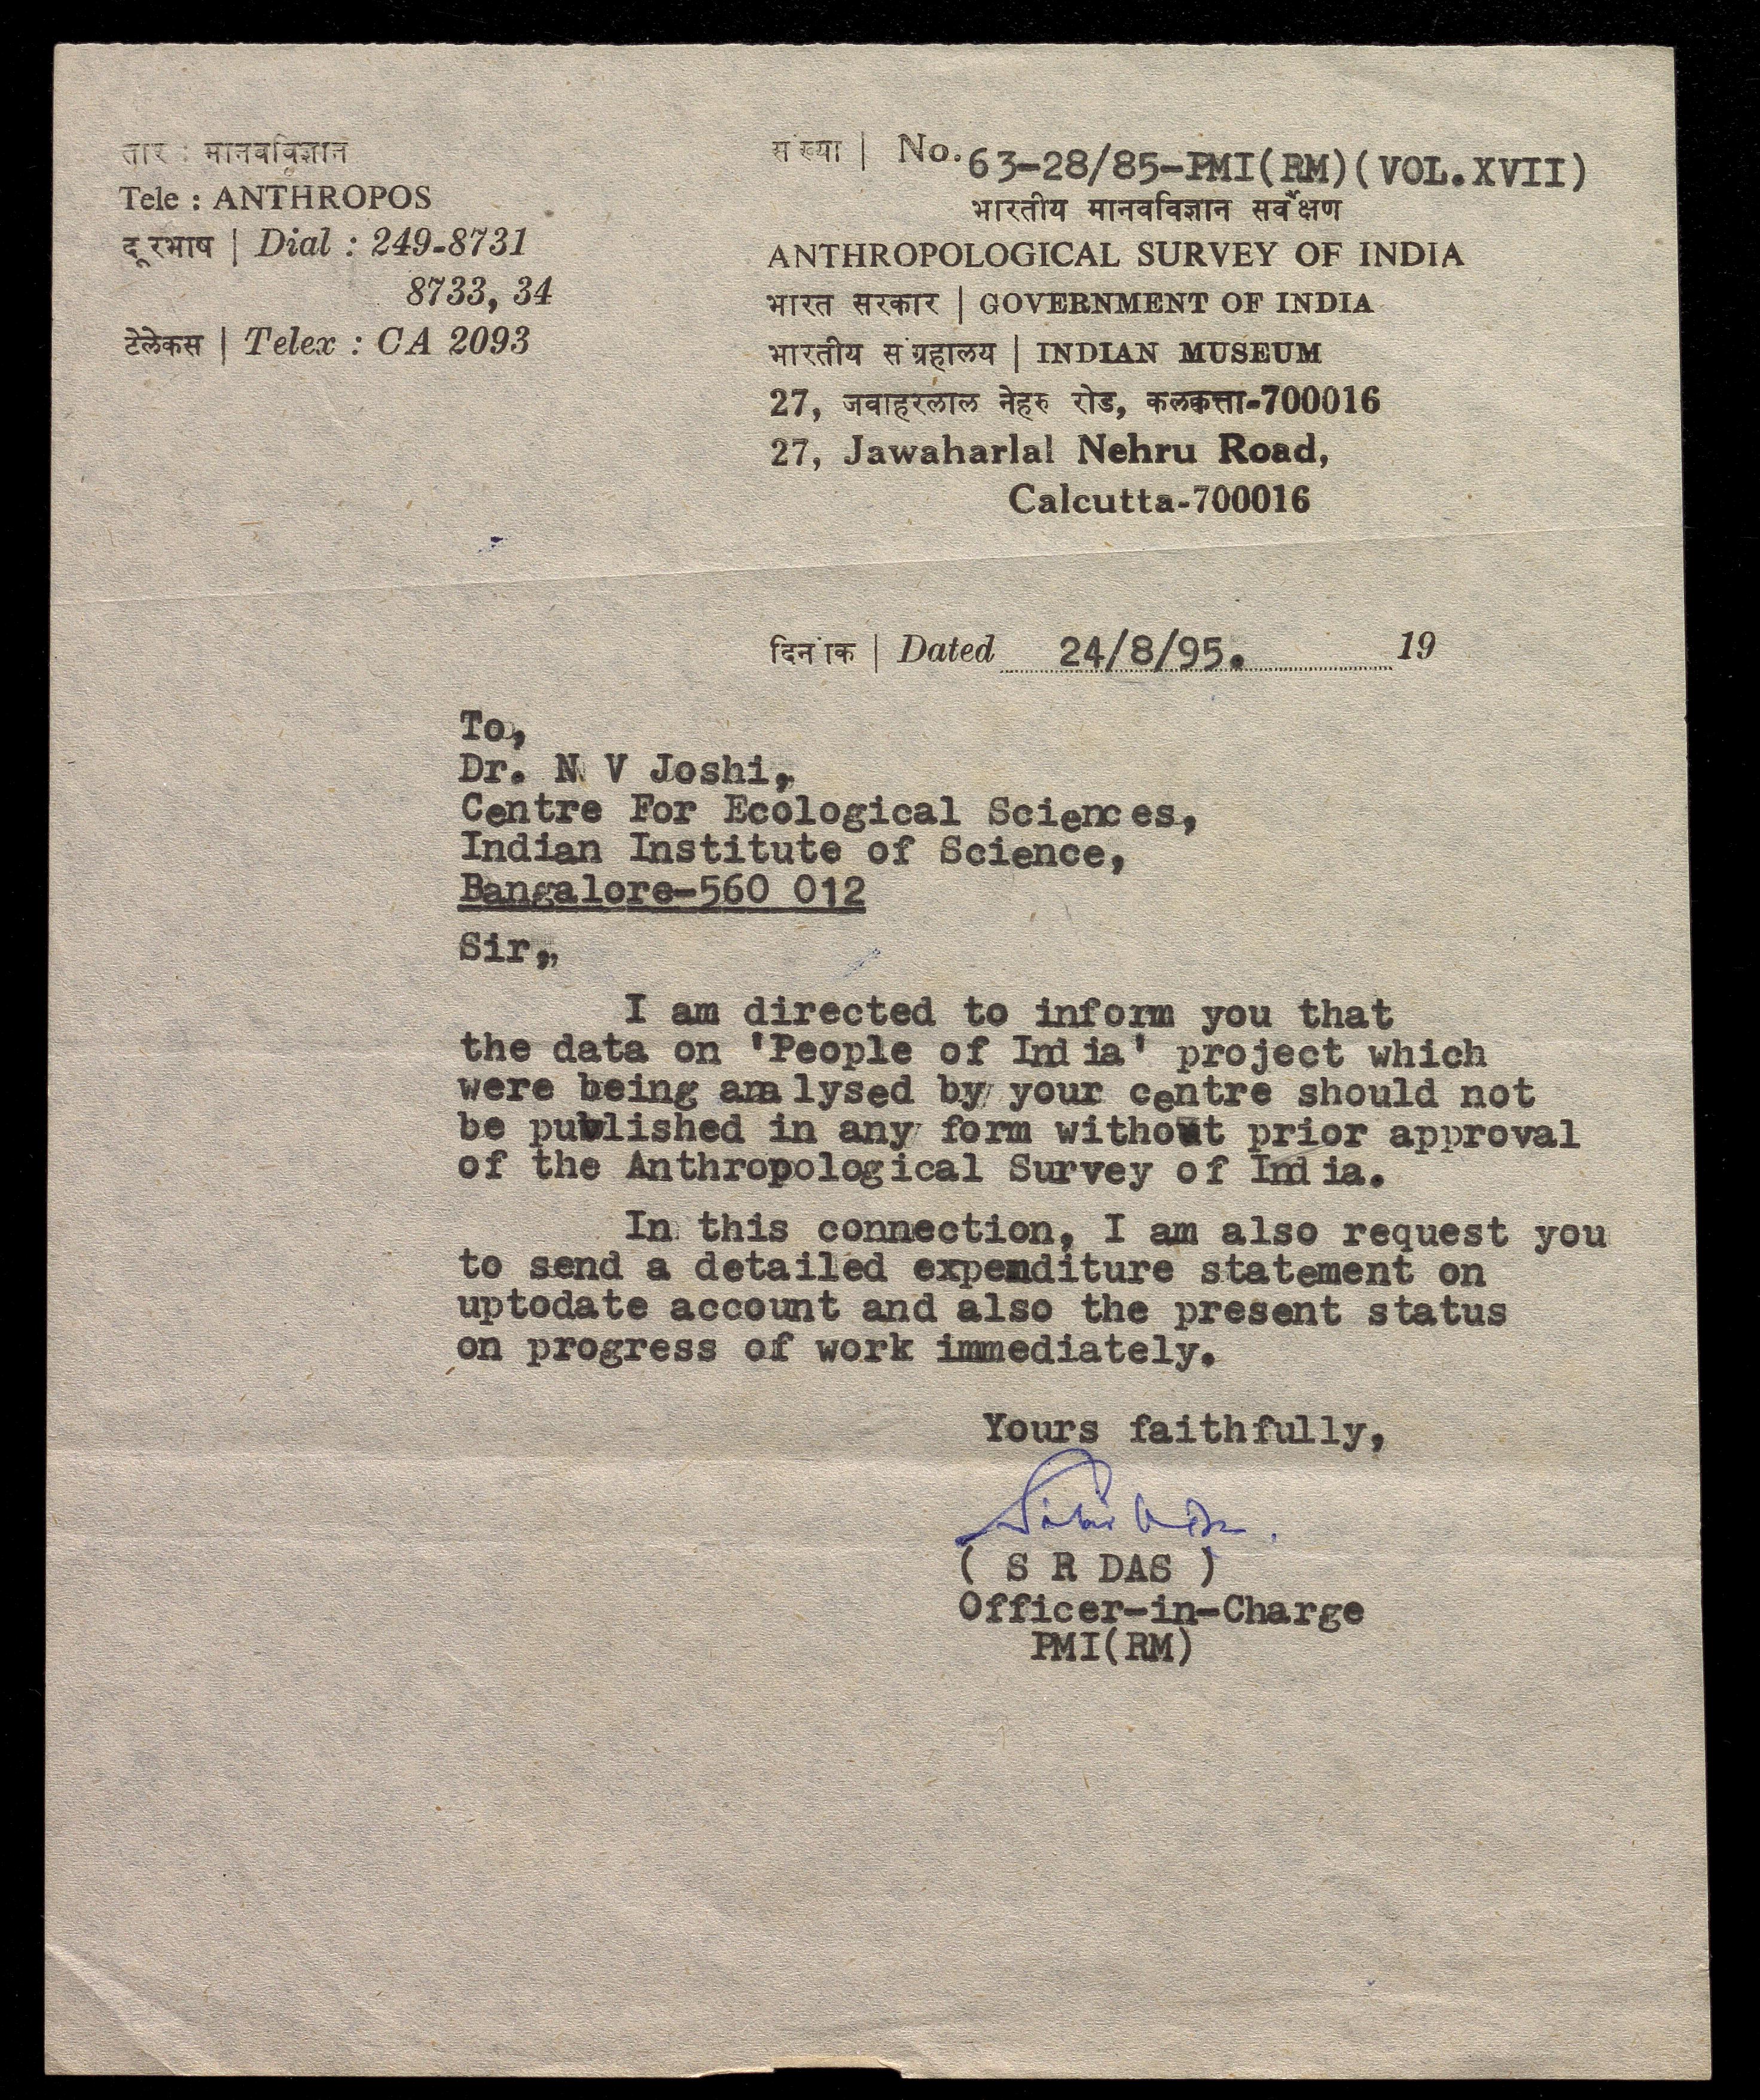 तार : मानवविज्ञान
Tele : ANTHROPOS
दूरभाष | Dial : 249-8731
8733, 34
टेलेकस | Telex : CA 2093
संख्या | No. 63-28/85-PMI(RM)(VOL.XVII)
भारतीय मानवविज्ञान सर्वेक्षण
ANTHROPOLOGICAL SURVEY OF INDIA
भारत सरकार | GOVERNMENT OF INDIA
भारतीय संग्रहालय | INDIAN MUSEUM
27, जवाहरलाल नेहरु रोड, कलकत्ता-700016
27, Jawaharlal Nehru Road,
Calcutta-700016
दिनांक | Dated 24/8/95. 19
To,
Dr. N V Joshi,
Centre For Ecological Sciences,
Indian Institute of Science,
Bangalore-560 012
Sir,
I am directed to inform you that
the data on 'People of India' project which
were being analysed by your centre should not
be published in any form without prior approval
of the Anthropological Survey of India.
In this connection, I am also request you
to send a detailed expenditure statement on
uptodate account and also the present status
on progress of work immediately.
Yours faithfully,
( S R DAS )
Officer-in-Charge
PMI(RM)